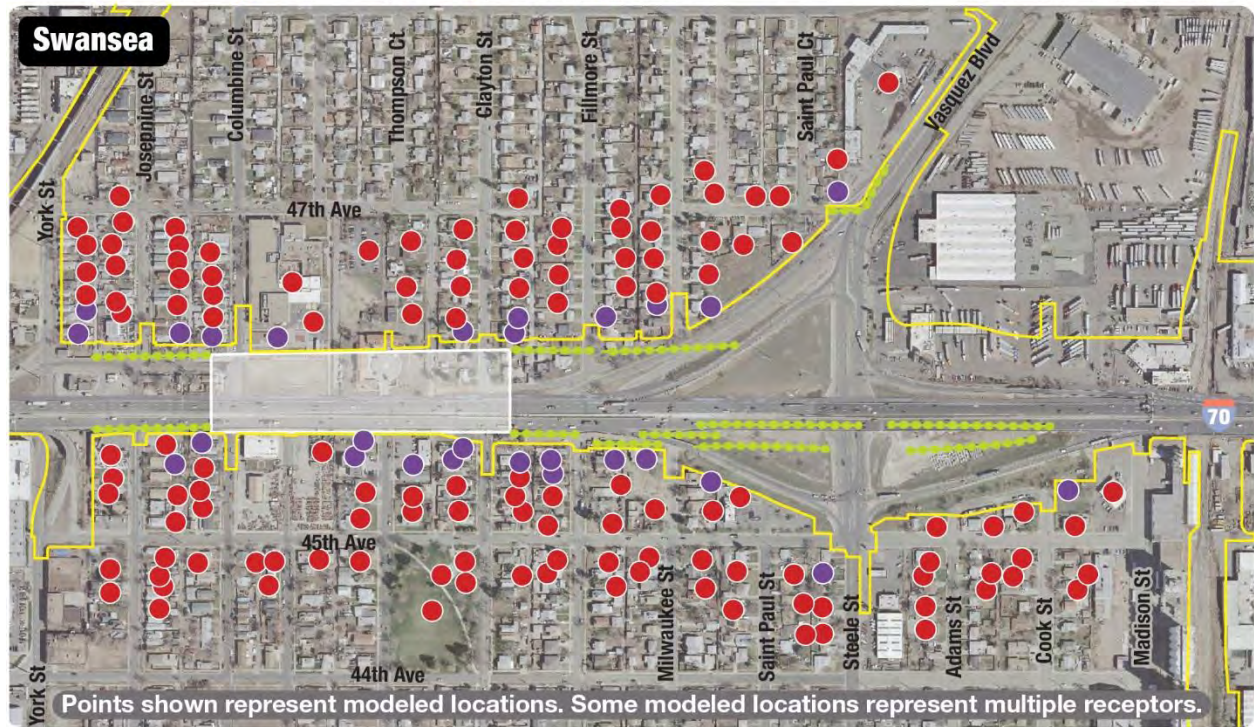 Swansea
York St
Josephine St
Columbine St
Thompson Ct
Clayton St
Fillmore St
Saint Paul Ct
Vasquez Blvd
47th Ave
70
45th Ave
York St
44th Ave
Milwaukee St
Saint Paul St
Steele St
Adams St
Cook St
Madison St
Points shown represent modeled locations. Some modeled locations represent multiple receptors.